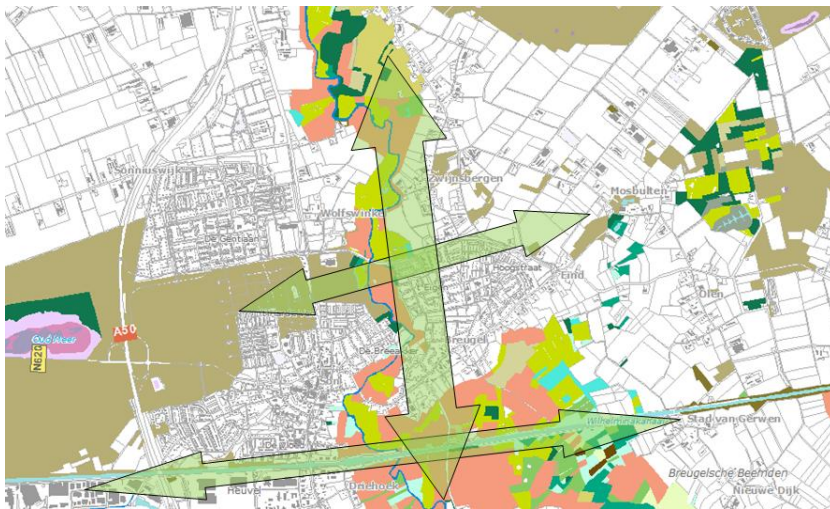 Sonniuswijk
Zwijnsbergen
Mosbulten
Wolfswinkel
De Gentiaan
Hoogstraat
Eind
Olen
A50
Oud Meer
N620
De Breeakker
Breugel
Wilhelminakanaal
Stad van Gerwen
Breugelsche Beemden
Heuvel
Driehoek
Nieuwe Dijk